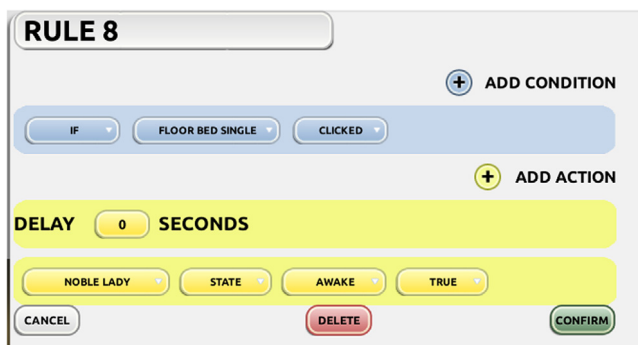 RULE 8
+ ADD CONDITION
IF FLOOR BED SINGLE CLICKED
+ ADD ACTION
DELAY 0 SECONDS
NOBLE LADY STATE AWAKE TRUE
CANCEL DELETE CONFIRM